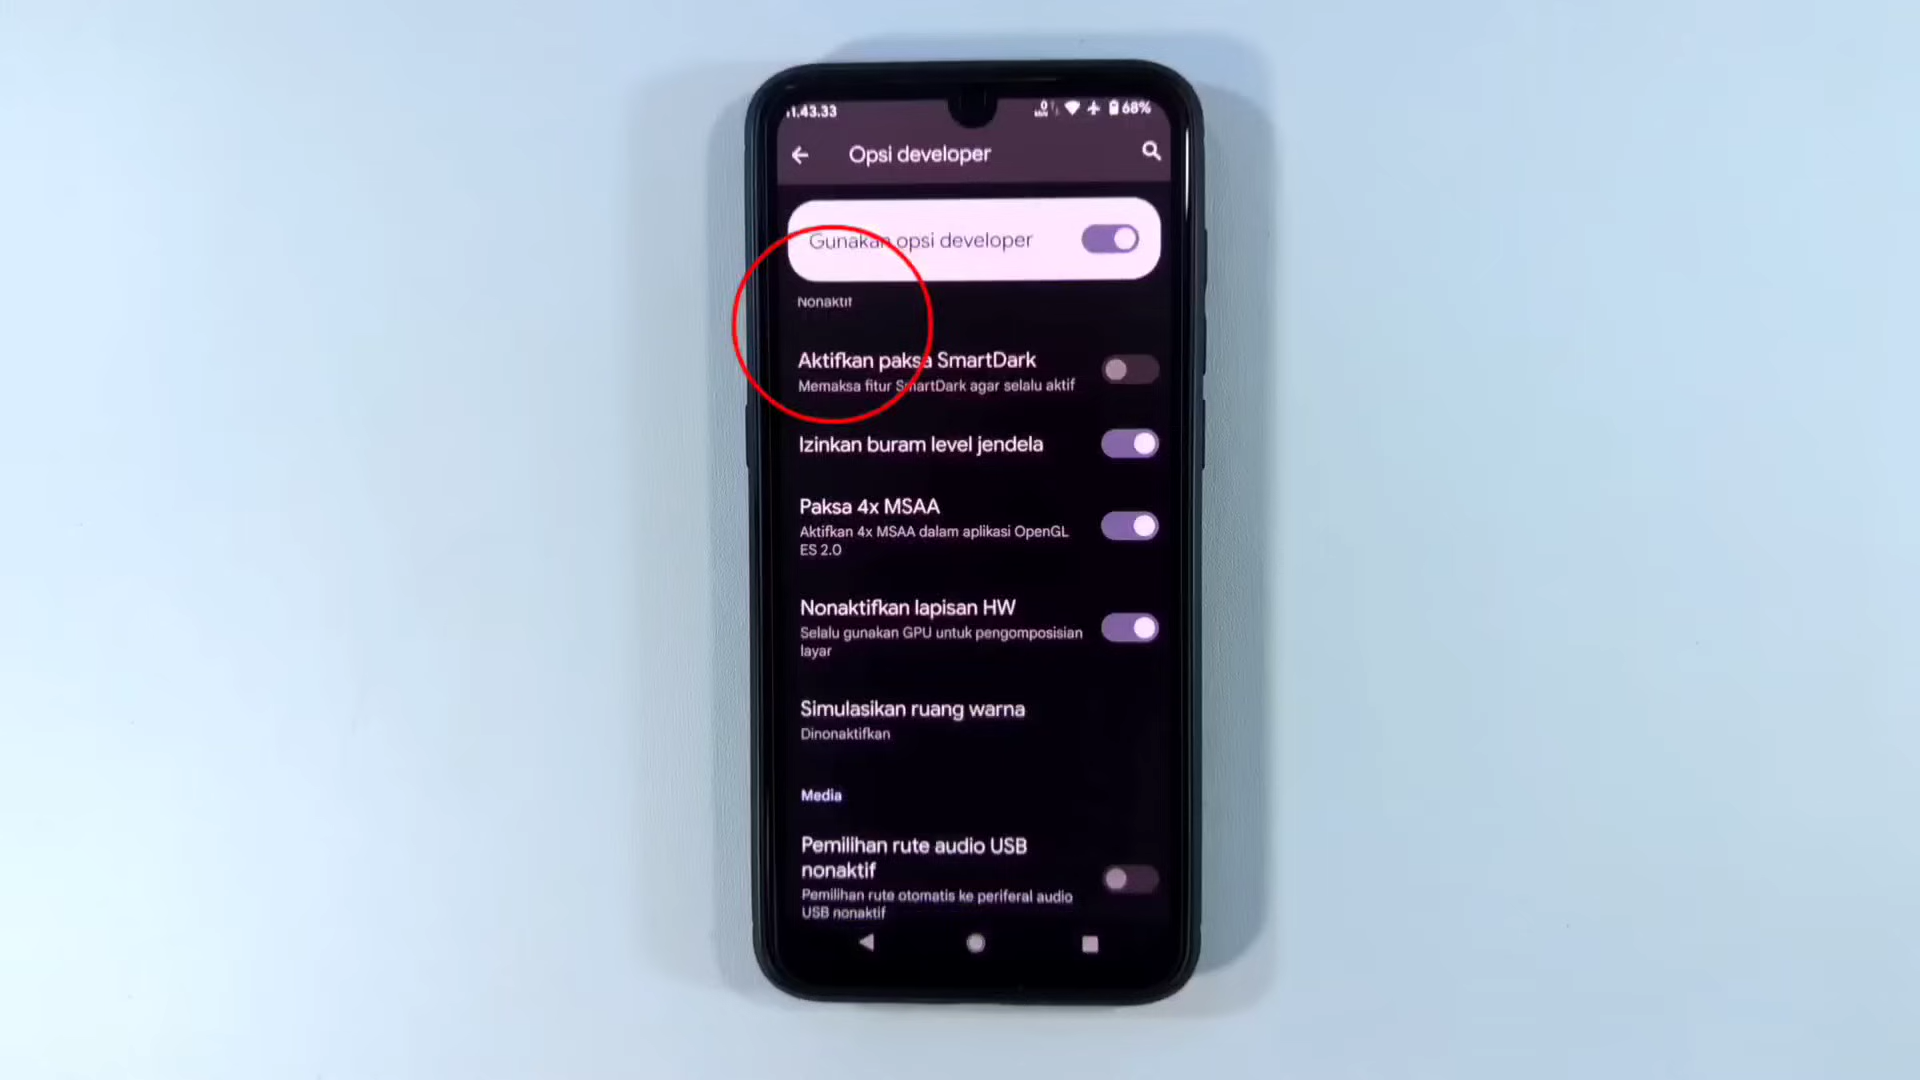 11.43.33
68%
Opsi developer
Gunakan opsi developer
Nonaktif
Aktifkan paksa SmartDark
Memaksa fitur SmartDark agar selalu aktif
Izinkan buram level jendela
Paksa 4x MSAA
Aktifkan 4x MSAA dalam aplikasi OpenGL
ES 2.0
Nonaktifkan lapisan HW
Selalu gunakan GPU untuk pengomposisian
layar
Simulasikan ruang warna
Dinonaktifkan
Media
Pemilihan rute audio USB
nonaktif
Pemilihan rute otomatis ke periferal audio
USB nonaktif